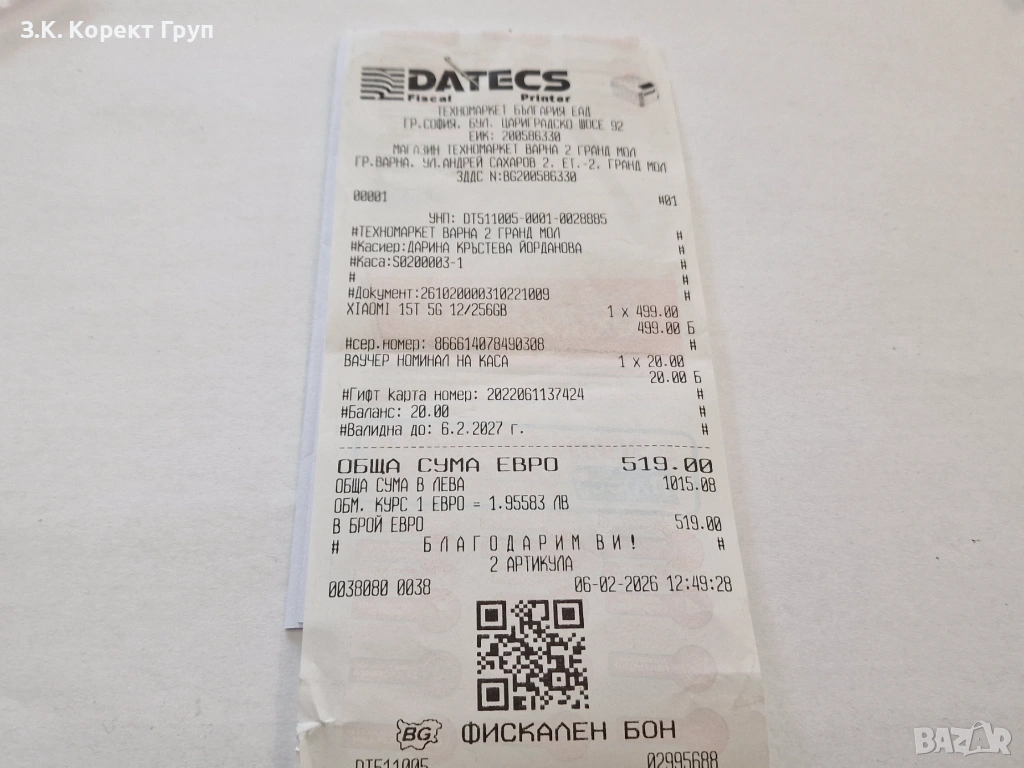 З.К. Корект Груп
DATECS
Fiscal Printer
ТЕХНОМАРКЕТ БЪЛГАРИЯ ЕАД
ГР.СОФИЯ. БУЛ. ЦАРИГРАДСКО ШОСЕ 92
ЕИК: 200586330
МАГАЗИН ТЕХНОМАРКЕТ ВАРНА 2 ГРАНД МОЛ
ГР.ВАРНА. УЛ.АНДРЕЙ САХАРОВ 2. ЕТ.-2. ГРАНД МОЛ
ЗДДС N:BG200586330
00001 #01
УНП: DT511005-0001-0028885
#ТЕХНОМАРКЕТ ВАРНА 2 ГРАНД МОЛ #
#Касиер:ДАРИНА КРЪСТЕВА ЙОРДАНОВА #
#Каса:S0200003-1 #
# #
#Документ:261020000310221009 #
XIAOMI 15T 5G 12/256GB 1 x 499.00
499.00 Б
#сер.номер: 866614078490308 #
ВАУЧЕР НОМИНАЛ НА КАСА 1 x 20.00
20.00 Б
#Гифт карта номер: 2022061137424 #
#Баланс: 20.00 #
#Валидна до: 6.2.2027 г. #
ОБЩА СУМА ЕВРО 519.00
ОБЩА СУМА В ЛЕВА 1015.08
ОБМ. КУРС 1 ЕВРО = 1.95583 ЛВ
В БРОЙ ЕВРО 519.00
# БЛАГОДАРИМ ВИ! #
2 АРТИКУЛА
0038080 0038 06-02-2026 12:49:28
BG ФИСКАЛЕН БОН
DT511005 02995688
BAZAR